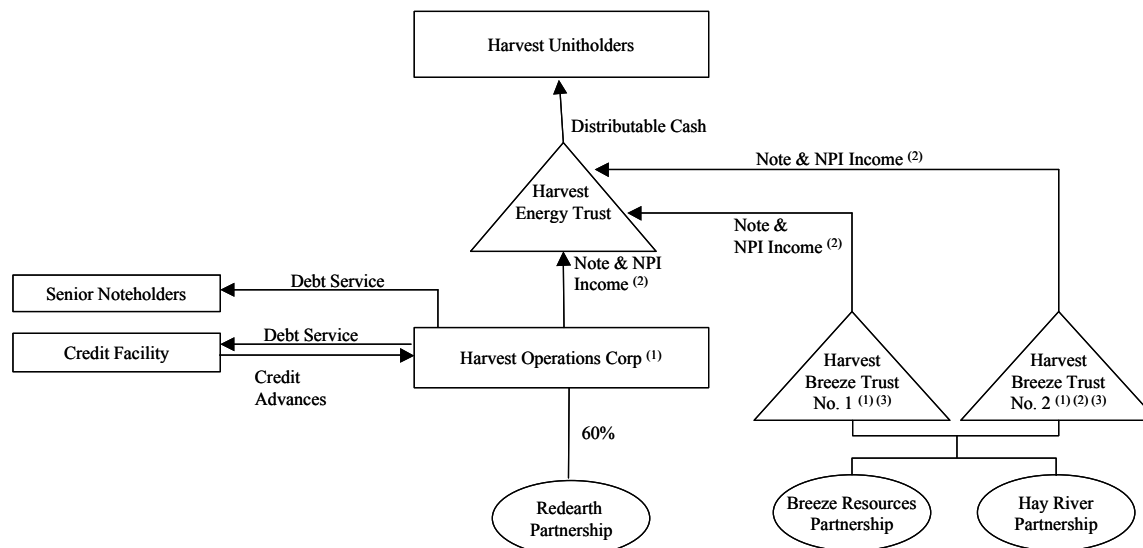 Harvest Unitholders
Distributable Cash
Note & NPI Income (2)
Harvest
Energy Trust
Note &
NPI Income (2)
Note & NPI
Income (2)
Senior Noteholders
Debt Service
Credit Facility
Debt Service
Credit
Advances
Harvest Operations Corp (1)
Harvest
Breeze Trust
No. 1 (1) (3)
Harvest
Breeze Trust
No. 2 (1) (2) (3)
60%
Redearth
Partnership
Breeze Resources
Partnership
Hay River
Partnership